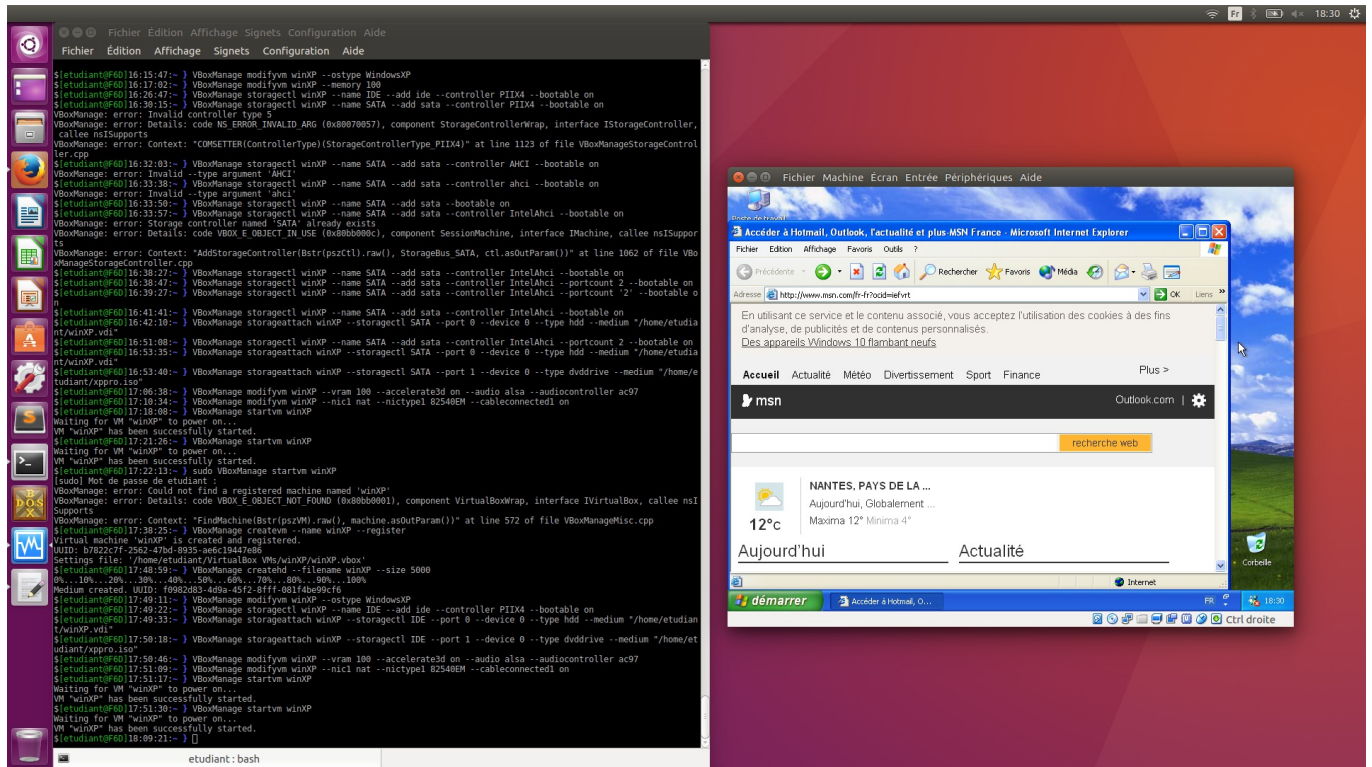 Fr
18:30
Fichier Édition Affichage Signets Configuration Aide
Fichier Édition Affichage Signets Configuration Aide
$[etudiant@F6D]16:15:47:~ } VBoxManage modifyvm winXP --ostype WindowsXP
$[etudiant@F6D]16:17:02:~ } VBoxManage modifyvm winXP --memory 100
$[etudiant@F6D]16:26:47:~ } VBoxManage storagectl winXP --name IDE --add ide --controller PIIX4 --bootable on
$[etudiant@F6D]16:30:15:~ } VBoxManage storagectl winXP --name SATA --add sata --controller PIIX4 --bootable on
VBoxManage: error: Invalid controller type 5
VBoxManage: error: Details: code NS_ERROR_INVALID_ARG (0x80070057), component StorageControllerWrap, interface IStorageController,
callee nsISupports
VBoxManage: error: Context: "COMSETTER(ControllerType)(StorageControllerType_PIIX4)" at line 1123 of file VBoxManageStorageControl
ler.cpp
$[etudiant@F6D]16:32:03:~ } VBoxManage storagectl winXP --name SATA --add sata --controller AHCI --bootable on
VBoxManage: error: Invalid --type argument 'AHCI'
$[etudiant@F6D]16:33:38:~ } VBoxManage storagectl winXP --name SATA --add sata --controller ahci --bootable on
VBoxManage: error: Invalid --type argument 'ahci'
$[etudiant@F6D]16:33:50:~ } VBoxManage storagectl winXP --name SATA --add sata --bootable on
$[etudiant@F6D]16:33:57:~ } VBoxManage storagectl winXP --name SATA --add sata --controller IntelAhci --bootable on
VBoxManage: error: Storage controller named 'SATA' already exists
VBoxManage: error: Details: code VBOX_E_OBJECT_IN_USE (0x80bb000c), component SessionMachine, interface IMachine, callee nsISuppor
ts
VBoxManage: error: Context: "AddStorageController(Bstr(pszCtl).raw(), StorageBus_SATA, ctl.asOutParam())" at line 1062 of file VBo
xManageStorageController.cpp
$[etudiant@F6D]16:38:27:~ } VBoxManage storagectl winXP --name SATA --add sata --controller IntelAhci --bootable on
$[etudiant@F6D]16:38:47:~ } VBoxManage storagectl winXP --name SATA --add sata --controller IntelAhci --portcount 2 --bootable on
$[etudiant@F6D]16:39:27:~ } VBoxManage storagectl winXP --name SATA --add sata --controller IntelAhci --portcount '2' --bootable o
n
$[etudiant@F6D]16:41:41:~ } VBoxManage storagectl winXP --name SATA --add sata --controller IntelAhci --bootable on
$[etudiant@F6D]16:42:10:~ } VBoxManage storageattach winXP --storagectl SATA --port 0 --device 0 --type hdd --medium "/home/etudia
nt/winXP.vdi"
$[etudiant@F6D]16:51:08:~ } VBoxManage storagectl winXP --name SATA --add sata --controller IntelAhci --portcount 2 --bootable on
$[etudiant@F6D]16:53:35:~ } VBoxManage storageattach winXP --storagectl SATA --port 0 --device 0 --type hdd --medium "/home/etudia
nt/winXP.vdi"
$[etudiant@F6D]16:53:40:~ } VBoxManage storageattach winXP --storagectl SATA --port 1 --device 0 --type dvddrive --medium "/home/e
tudiant/xppro.iso"
$[etudiant@F6D]17:06:38:~ } VBoxManage modifyvm winXP --vram 100 --accelerate3d on --audio alsa --audiocontroller ac97
$[etudiant@F6D]17:10:34:~ } VBoxManage modifyvm winXP --nic1 nat --nictype1 82540EM --cableconnected1 on
$[etudiant@F6D]17:18:08:~ } VBoxManage startvm winXP
Waiting for VM "winXP" to power on...
VM "winXP" has been successfully started.
$[etudiant@F6D]17:21:26:~ } VBoxManage startvm winXP
Waiting for VM "winXP" to power on...
VM "winXP" has been successfully started.
$[etudiant@F6D]17:22:13:~ } sudo VBoxManage startvm winXP
[sudo] Mot de passe de etudiant :
VBoxManage: error: Could not find a registered machine named 'winXP'
VBoxManage: error: Details: code VBOX_E_OBJECT_NOT_FOUND (0x80bb0001), component VirtualBoxWrap, interface IVirtualBox, callee nsI
Supports
VBoxManage: error: Context: "FindMachine(Bstr(pszVM).raw(), machine.asOutParam())" at line 572 of file VBoxManageMisc.cpp
$[etudiant@F6D]17:38:25:~ } VBoxManage createvm --name winXP --register
Virtual machine 'winXP' is created and registered.
UUID: b7822c7f-2562-47bd-8935-ae6c19447e86
Settings file: '/home/etudiant/VirtualBox VMs/winXP/winXP.vbox'
$[etudiant@F6D]17:48:59:~ } VBoxManage createhd --filename winXP --size 5000
0%...10%...20%...30%...40%...50%...60%...70%...80%...90%...100%
Medium created. UUID: f0982d83-4d9a-45f2-8fff-081f4be99cf6
$[etudiant@F6D]17:49:11:~ } VBoxManage modifyvm winXP --ostype WindowsXP
$[etudiant@F6D]17:49:22:~ } VBoxManage storagectl winXP --name IDE --add ide --controller PIIX4 --bootable on
$[etudiant@F6D]17:49:33:~ } VBoxManage storageattach winXP --storagectl IDE --port 0 --device 0 --type hdd --medium "/home/etudian
t/winXP.vdi"
$[etudiant@F6D]17:50:18:~ } VBoxManage storageattach winXP --storagectl IDE --port 1 --device 0 --type dvddrive --medium "/home/et
udiant/xppro.iso"
$[etudiant@F6D]17:50:46:~ } VBoxManage modifyvm winXP --vram 100 --accelerate3d on --audio alsa --audiocontroller ac97
$[etudiant@F6D]17:51:09:~ } VBoxManage modifyvm winXP --nic1 nat --nictype1 82540EM --cableconnected1 on
$[etudiant@F6D]17:51:17:~ } VBoxManage startvm winXP
Waiting for VM "winXP" to power on...
VM "winXP" has been successfully started.
$[etudiant@F6D]17:51:30:~ } VBoxManage startvm winXP
Waiting for VM "winXP" to power on...
VM "winXP" has been successfully started.
$[etudiant@F6D]18:09:21:~ }
etudiant : bash
Fichier Machine Écran Entrée Périphériques Aide
Poste de travail
Accéder à Hotmail, Outlook, l'actualité et plus-MSN France - Microsoft Internet Explorer
Fichier Edition Affichage Favoris Outils ?
Précédente Rechercher Favoris Média
Adresse http://www.msn.com/fr-fr?ocid=iefvrt OK Liens »
En utilisant ce service et le contenu associé, vous acceptez l'utilisation des cookies à des fins
d'analyse, de publicités et de contenus personnalisés.
Des appareils Windows 10 flambant neufs
Accueil Actualité Météo Divertissement Sport Finance Plus >
msn Outlook.com |
recherche web
NANTES, PAYS DE LA ...
Aujourd'hui, Globalement ...
12°C Maxima 12° Minima 4°
Aujourd'hui Actualité
Corbeille
Internet
démarrer Accéder à Hotmail, O... FR 18:30
Ctrl droite